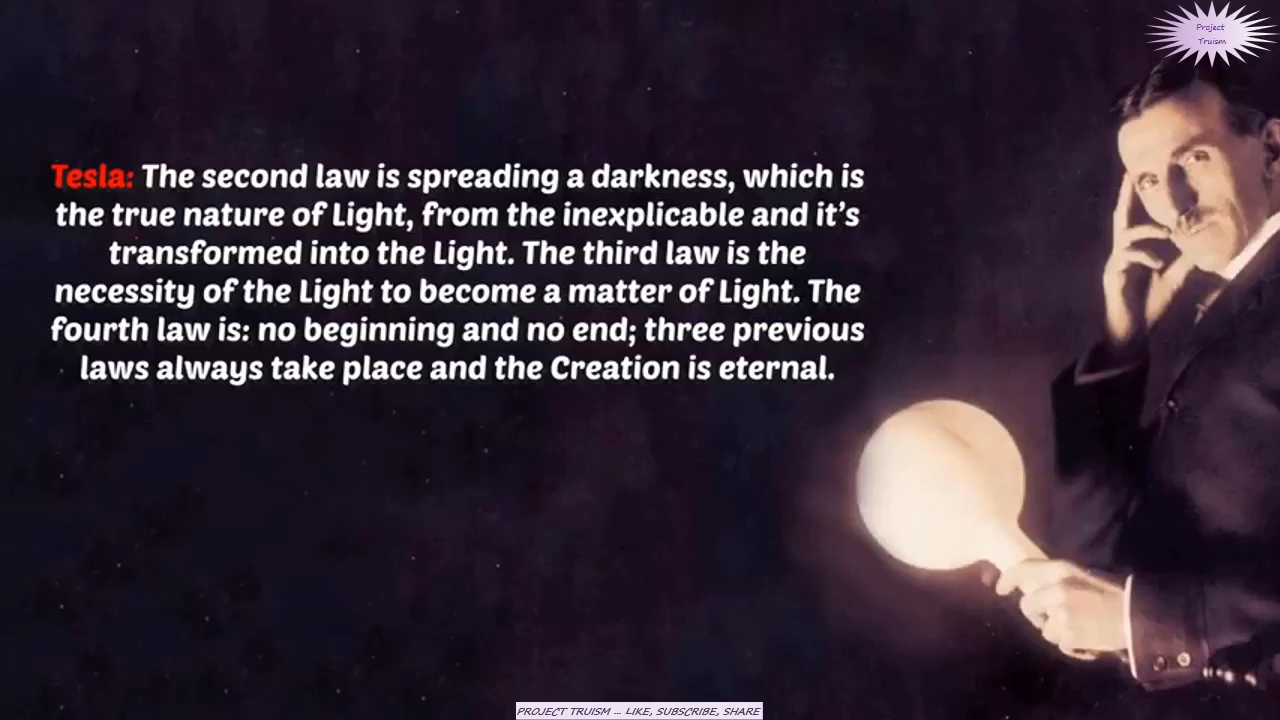 Project
Truism
Tesla: The second law is spreading a darkness, which is
the true nature of Light, from the inexplicable and it's
transformed into the Light. The third law is the
necessity of the Light to become a matter of Light. The
fourth law is: no beginning and no end; three previous
laws always take place and the Creation is eternal.
PROJECT TRUISM ... LIKE, SUBSCRIBE, SHARE